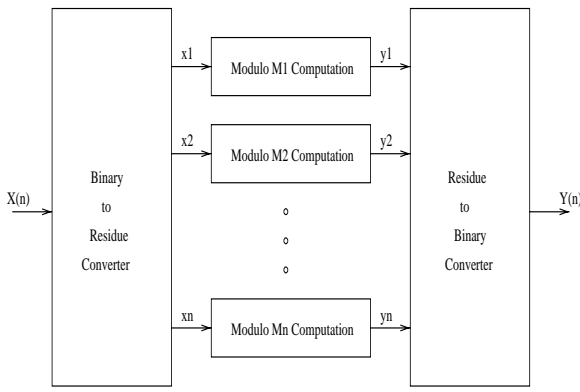 x1
Modulo M1 Computation
y1
x2
Modulo M2 Computation
y2
X(n)
Binary
to
Residue
Converter
Residue
to
Binary
Converter
Y(n)
xn
Modulo Mn Computation
yn